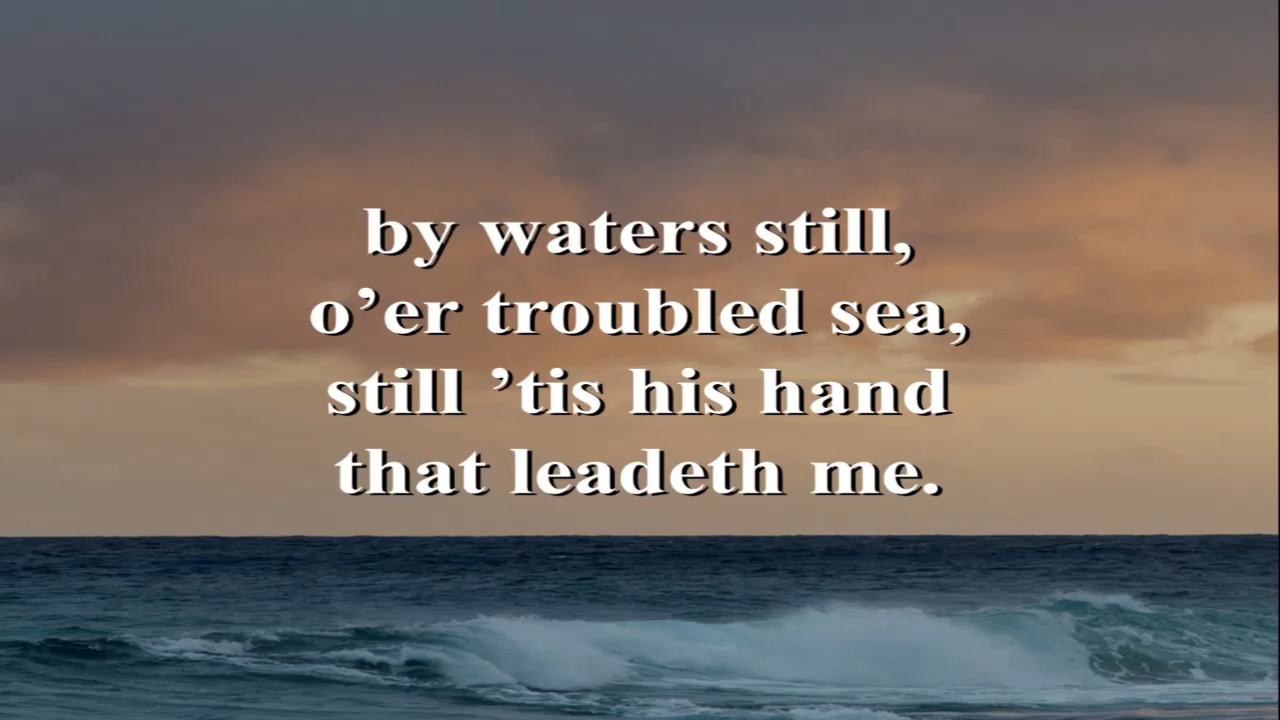 by waters still,
o’er troubled sea,
still ’tis his hand
that leadeth me.